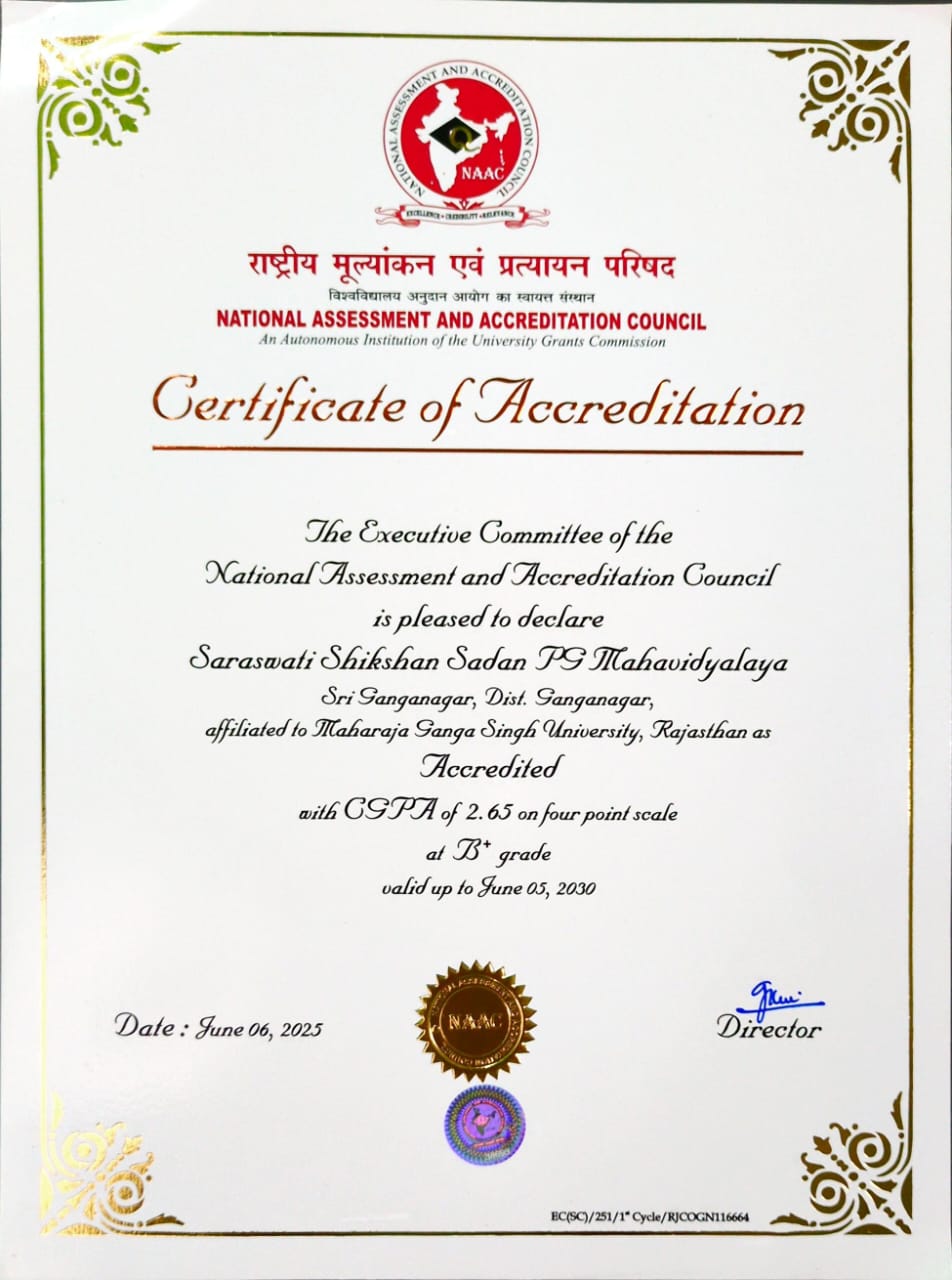 NATIONAL ASSESSMENT AND ACCREDITATION COUNCIL
NAAC
EXCELLENCE • CREDIBILITY • RELEVANCE
राष्ट्रीय मूल्यांकन एवं प्रत्यायन परिषद
विश्वविद्यालय अनुदान आयोग का स्वायत्त संस्थान
NATIONAL ASSESSMENT AND ACCREDITATION COUNCIL
An Autonomous Institution of the University Grants Commission
Certificate of Accreditation
The Executive Committee of the
National Assessment and Accreditation Council
is pleased to declare
Saraswati Shikshan Sadan PG Mahavidyalaya
Sri Ganganagar, Dist. Ganganagar,
affiliated to Maharaja Ganga Singh University, Rajasthan as
Accredited
with CGPA of 2.65 on four point scale
at B⁺ grade
valid up to June 05, 2030
NAAC
Date : June 06, 2025
Director
EC(SC)/251/1ˢᵗ Cycle/RJCOGN116664